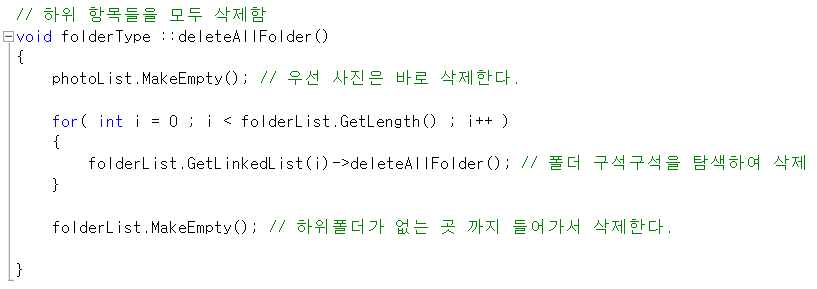 // 하위 항목들을 모두 삭제함
void folderType ::deleteAllFolder()
{
photoList.MakeEmpty(); // 우선 사진은 바로 삭제한다.
for( int i = 0 ; i < folderList.GetLength() ; i++ )
{
folderList.GetLinkedList(i)->deleteAllFolder(); // 폴더 구석구석을 탐색하여 삭제
}
folderList.MakeEmpty(); // 하위폴더가 없는 곳 까지 들어가서 삭제한다.
}